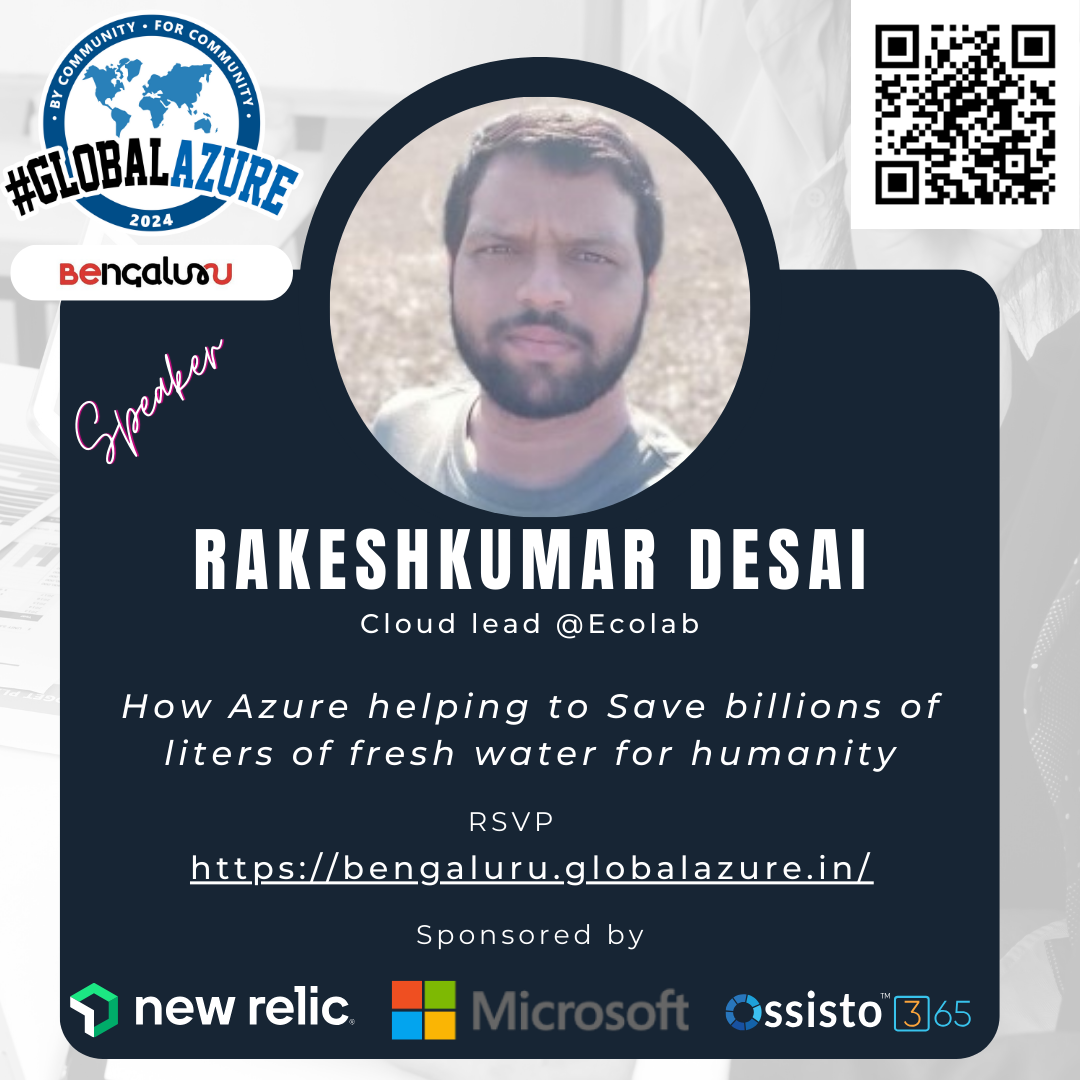 BY COMMUNITY • FOR COMMUNITY
#GLOBALAZURE
2024
Bengaluru
Speaker
RAKESHKUMAR DESAI
Cloud lead @Ecolab
How Azure helping to Save billions of
liters of fresh water for humanity
RSVP
https://bengaluru.globalazure.in/
Sponsored by
new relic®
Microsoft
Ossisto™ 365